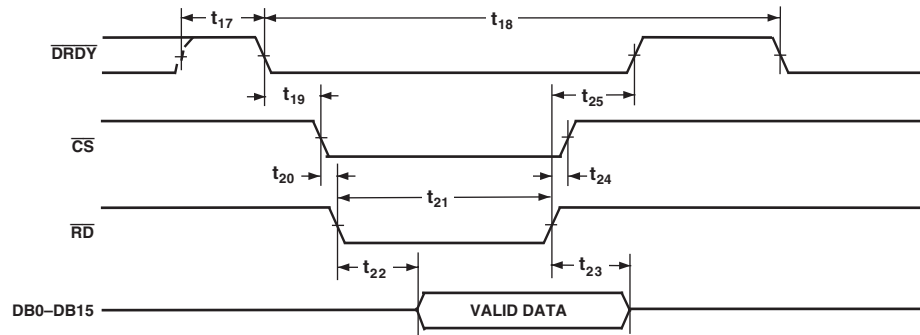 t17
t18
DRDY
t19
t25
CS
t20
t24
t21
RD
t22
t23
DB0–DB15
VALID DATA